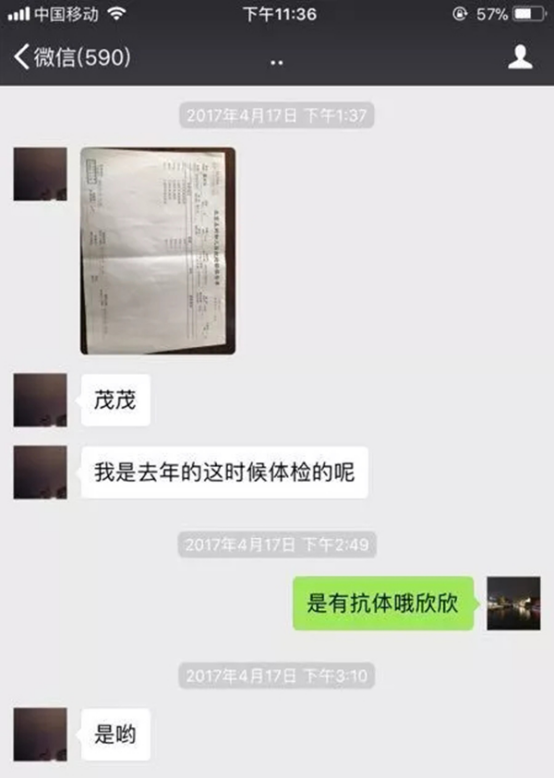 中国移动 下午11:36 57%
微信(590) ..
2017年4月17日 下午1:37
茂茂
我是去年的这时候体检的呢
2017年4月17日 下午2:49
是有抗体哦欣欣
2017年4月17日 下午3:10
是哟